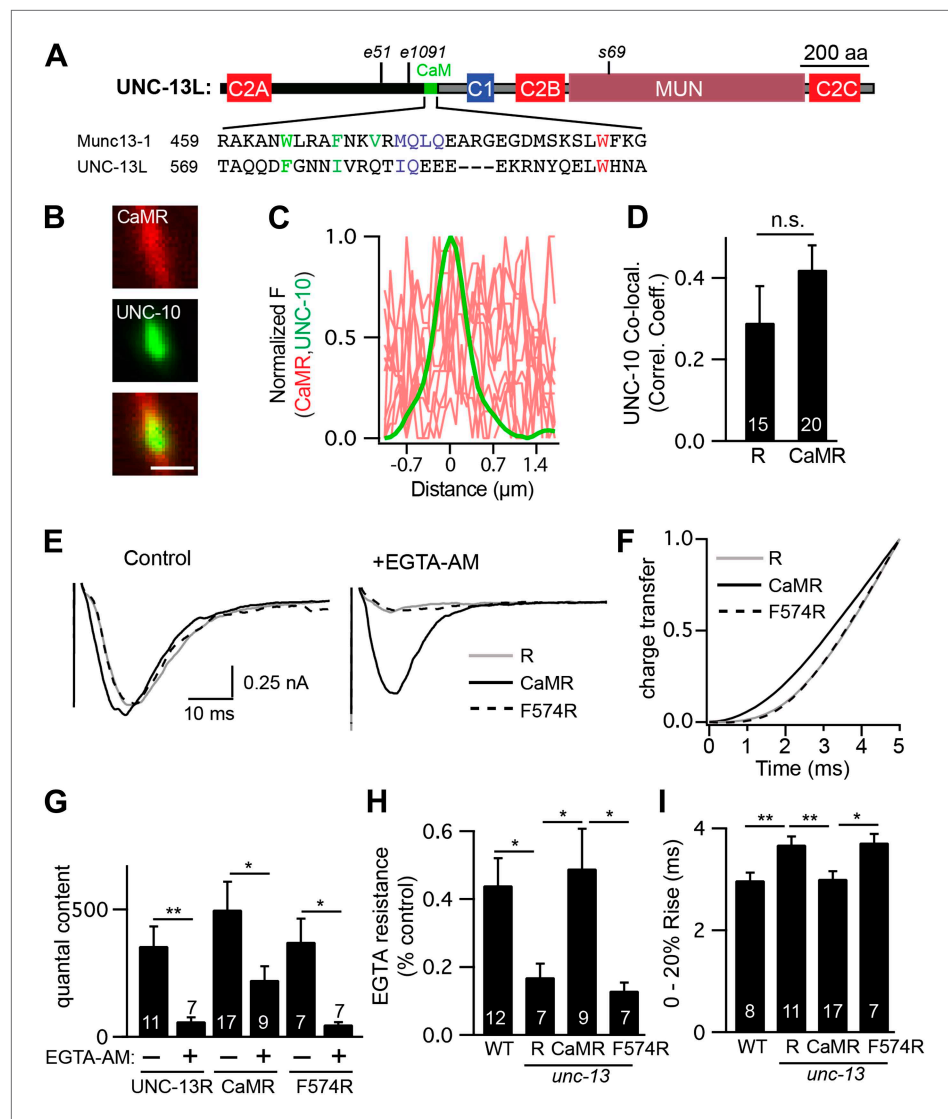 A
e51 e1091 s69 200 aa
CaM
UNC-13L: C2A C1 C2B MUN C2C
Munc13-1 459 RAKANWLRAFNKVRMQLQEARGEGDMSKSLWFKG
UNC-13L 569 TAQQDFGNNIVRQTIQEEE---EKRNYQELWHNA
B
CaMR
UNC-10
C
Normalized F
(CaMR,UNC-10)
1.0
0.5
0.0
-0.7 0 0.7 1.4
Distance (µm)
D
n.s.
UNC-10 Co-local.
(Correl. Coeff.)
0.4
0.2
0.0
15 20
R CaMR
E
Control
+EGTA-AM
0.25 nA
10 ms
R
CaMR
F574R
F
charge transfer
1.0
0.5
0.0
R
CaMR
F574R
0 1 2 3 4 5
Time (ms)
G
quantal content
500
0
** * *
11 7 17 9 7 7
EGTA-AM: – + – + – +
UNC-13R CaMR F574R
H
EGTA resistance
(% control)
0.6
0.4
0.2
0.0
* * *
12 7 9 7
WT R CaMR F574R
unc-13
I
0 - 20% Rise (ms)
4
2
0
** ** *
8 11 17 7
WT R CaMR F574R
unc-13